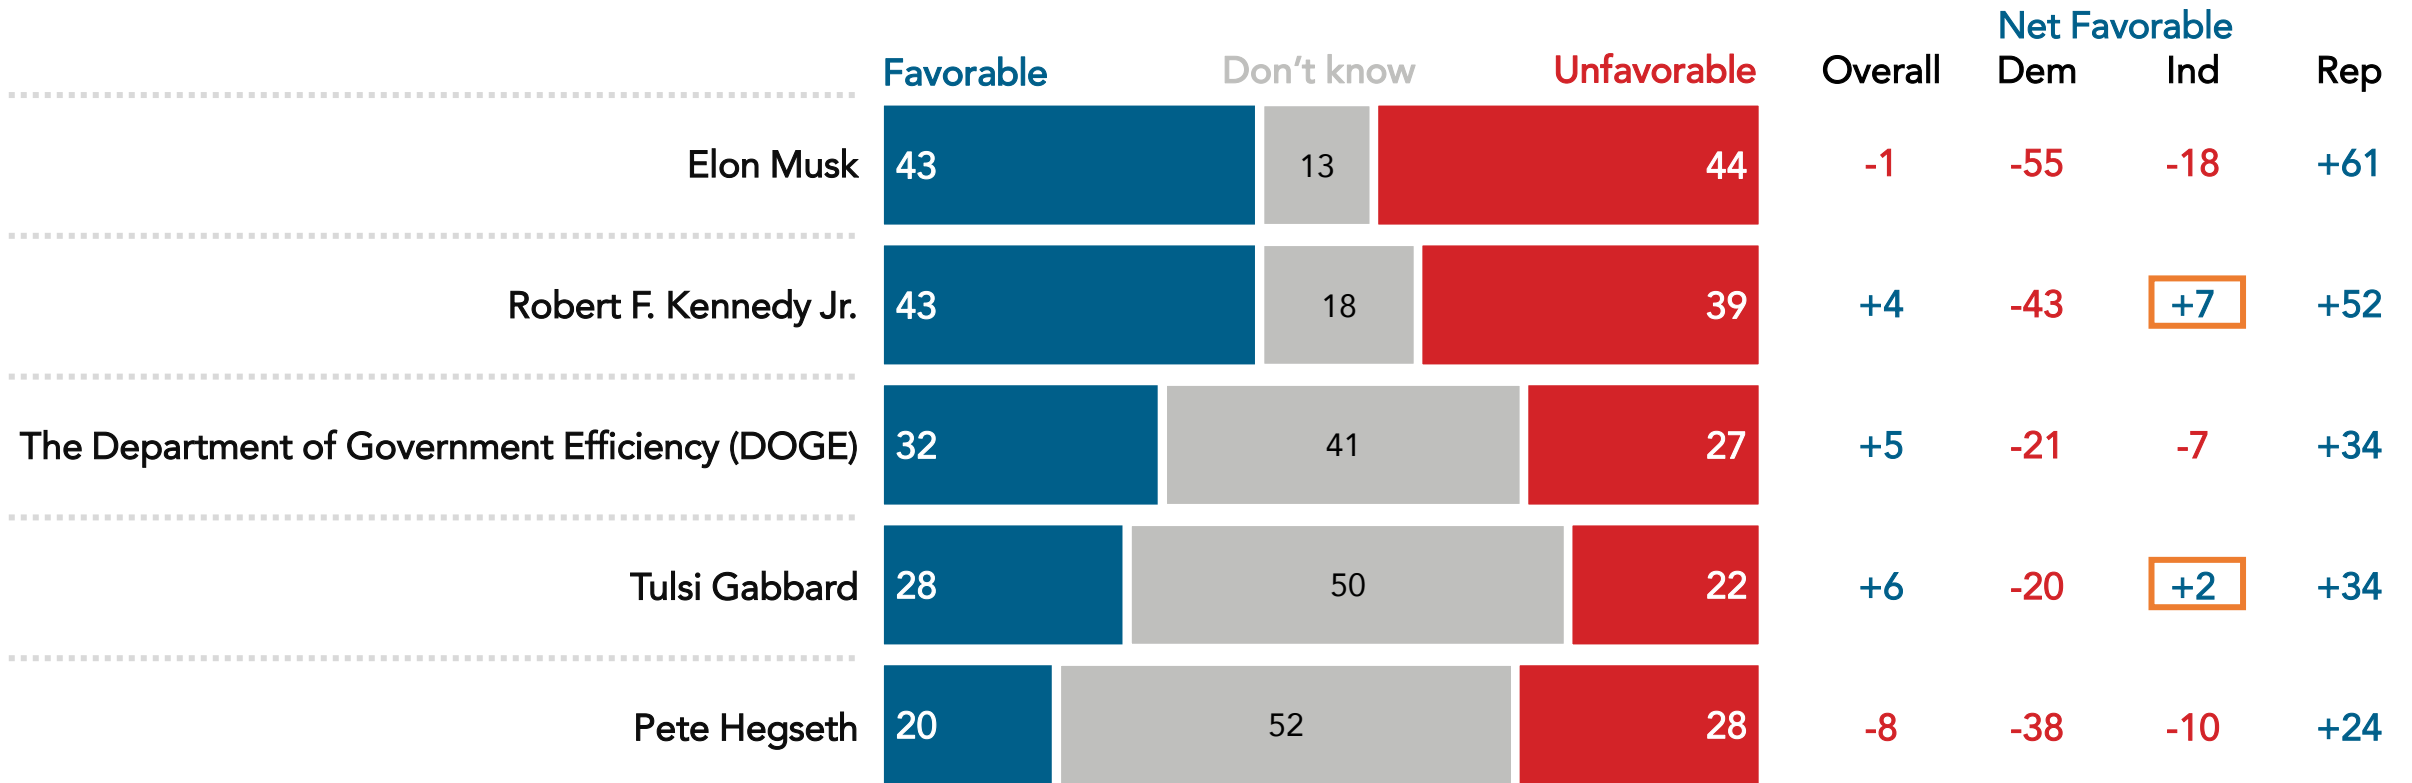 Net Favorable
Favorable Don't know Unfavorable Overall Dem Ind Rep
Elon Musk 43 13 44 -1 -55 -18 +61
Robert F. Kennedy Jr. 43 18 39 +4 -43 +7 +52
The Department of Government Efficiency (DOGE) 32 41 27 +5 -21 -7 +34
Tulsi Gabbard 28 50 22 +6 -20 +2 +34
Pete Hegseth 20 52 28 -8 -38 -10 +24